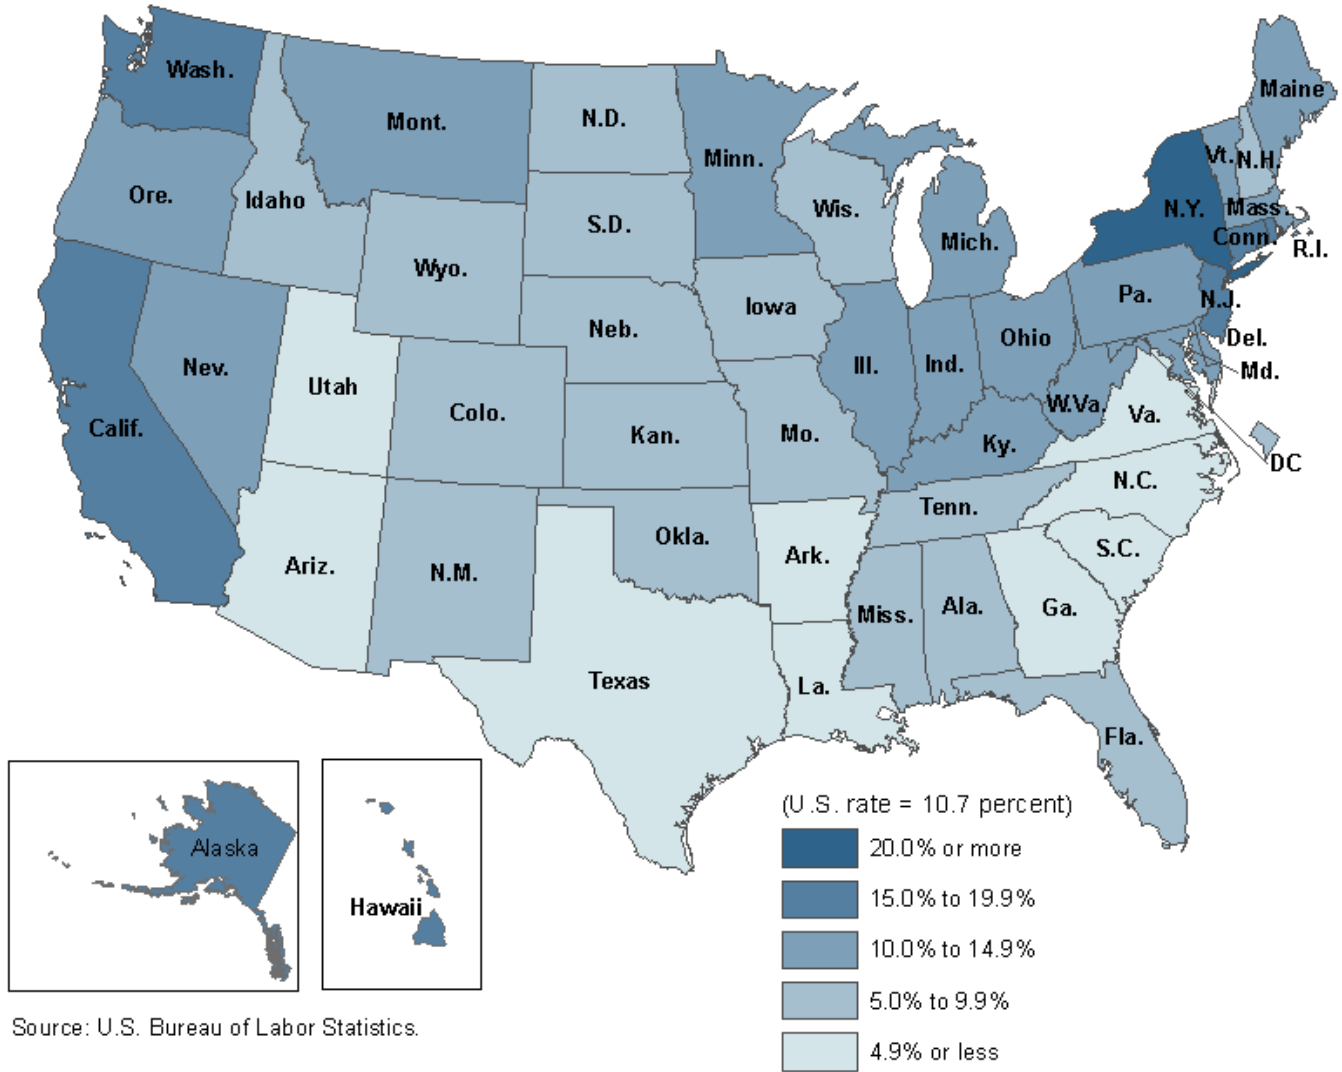 Wash.
Mont.
N.D.
Minn.
Maine
Vt.
N.H.
Ore.
Idaho
S.D.
Wis.
Mich.
N.Y.
Mass.
Conn.
R.I.
Wyo.
Iowa
Pa.
N.J.
Neb.
Ohio
Del.
Nev.
Utah
Ill.
Ind.
Md.
Colo.
Kan.
Mo.
W.Va.
Va.
Calif.
Ky.
DC
N.C.
Tenn.
Okla.
Ariz.
N.M.
Ark.
S.C.
Miss.
Ala.
Ga.
Texas
La.
Fla.
Alaska
Hawaii
(U.S. rate = 10.7 percent)
20.0% or more
15.0% to 19.9%
10.0% to 14.9%
5.0% to 9.9%
4.9% or less
Source: U.S. Bureau of Labor Statistics.